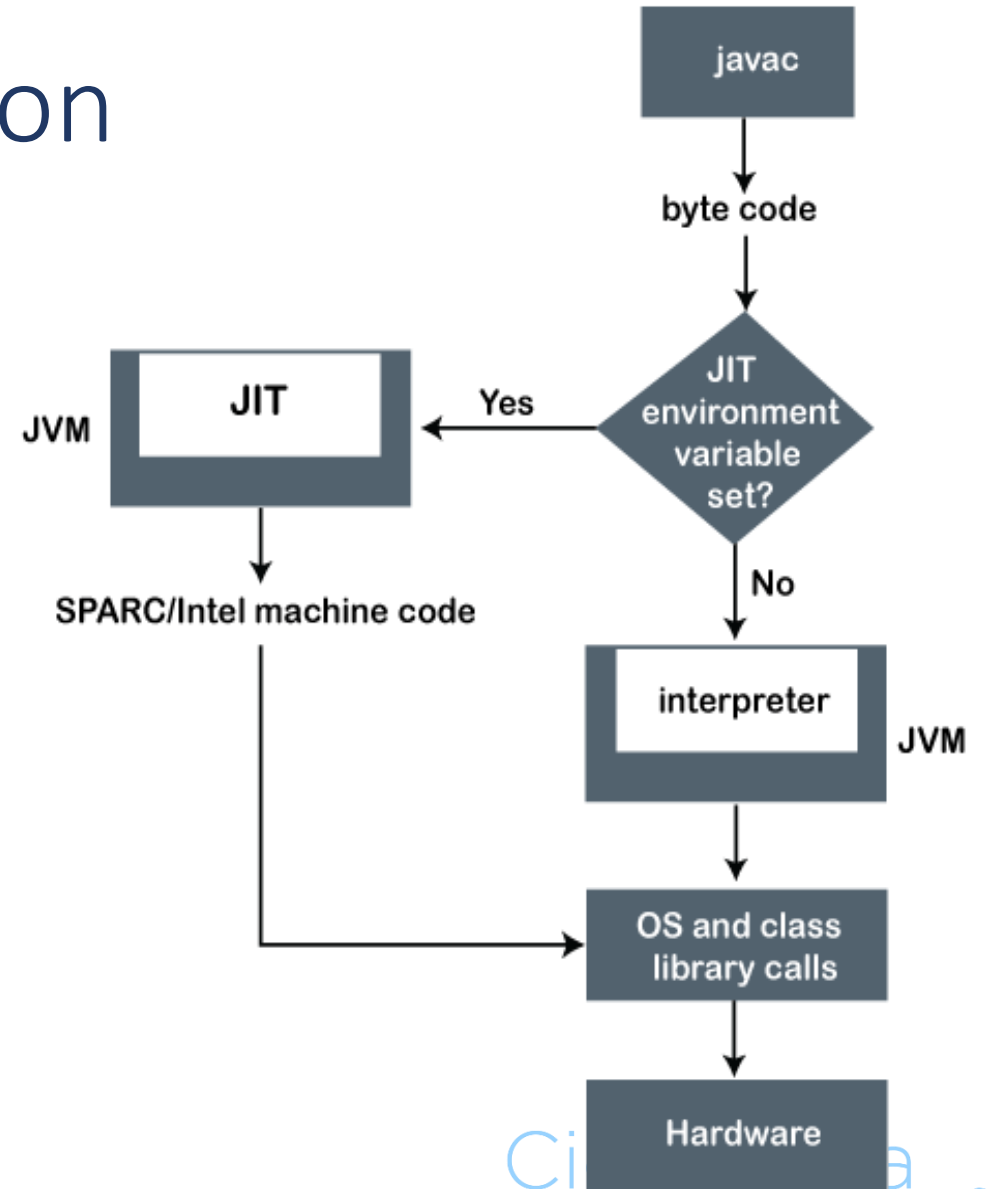 on
javac
byte code
JIT
environment
variable
set?
Yes
JIT
JVM
No
SPARC/Intel machine code
interpreter
JVM
OS and class
library calls
Hardware